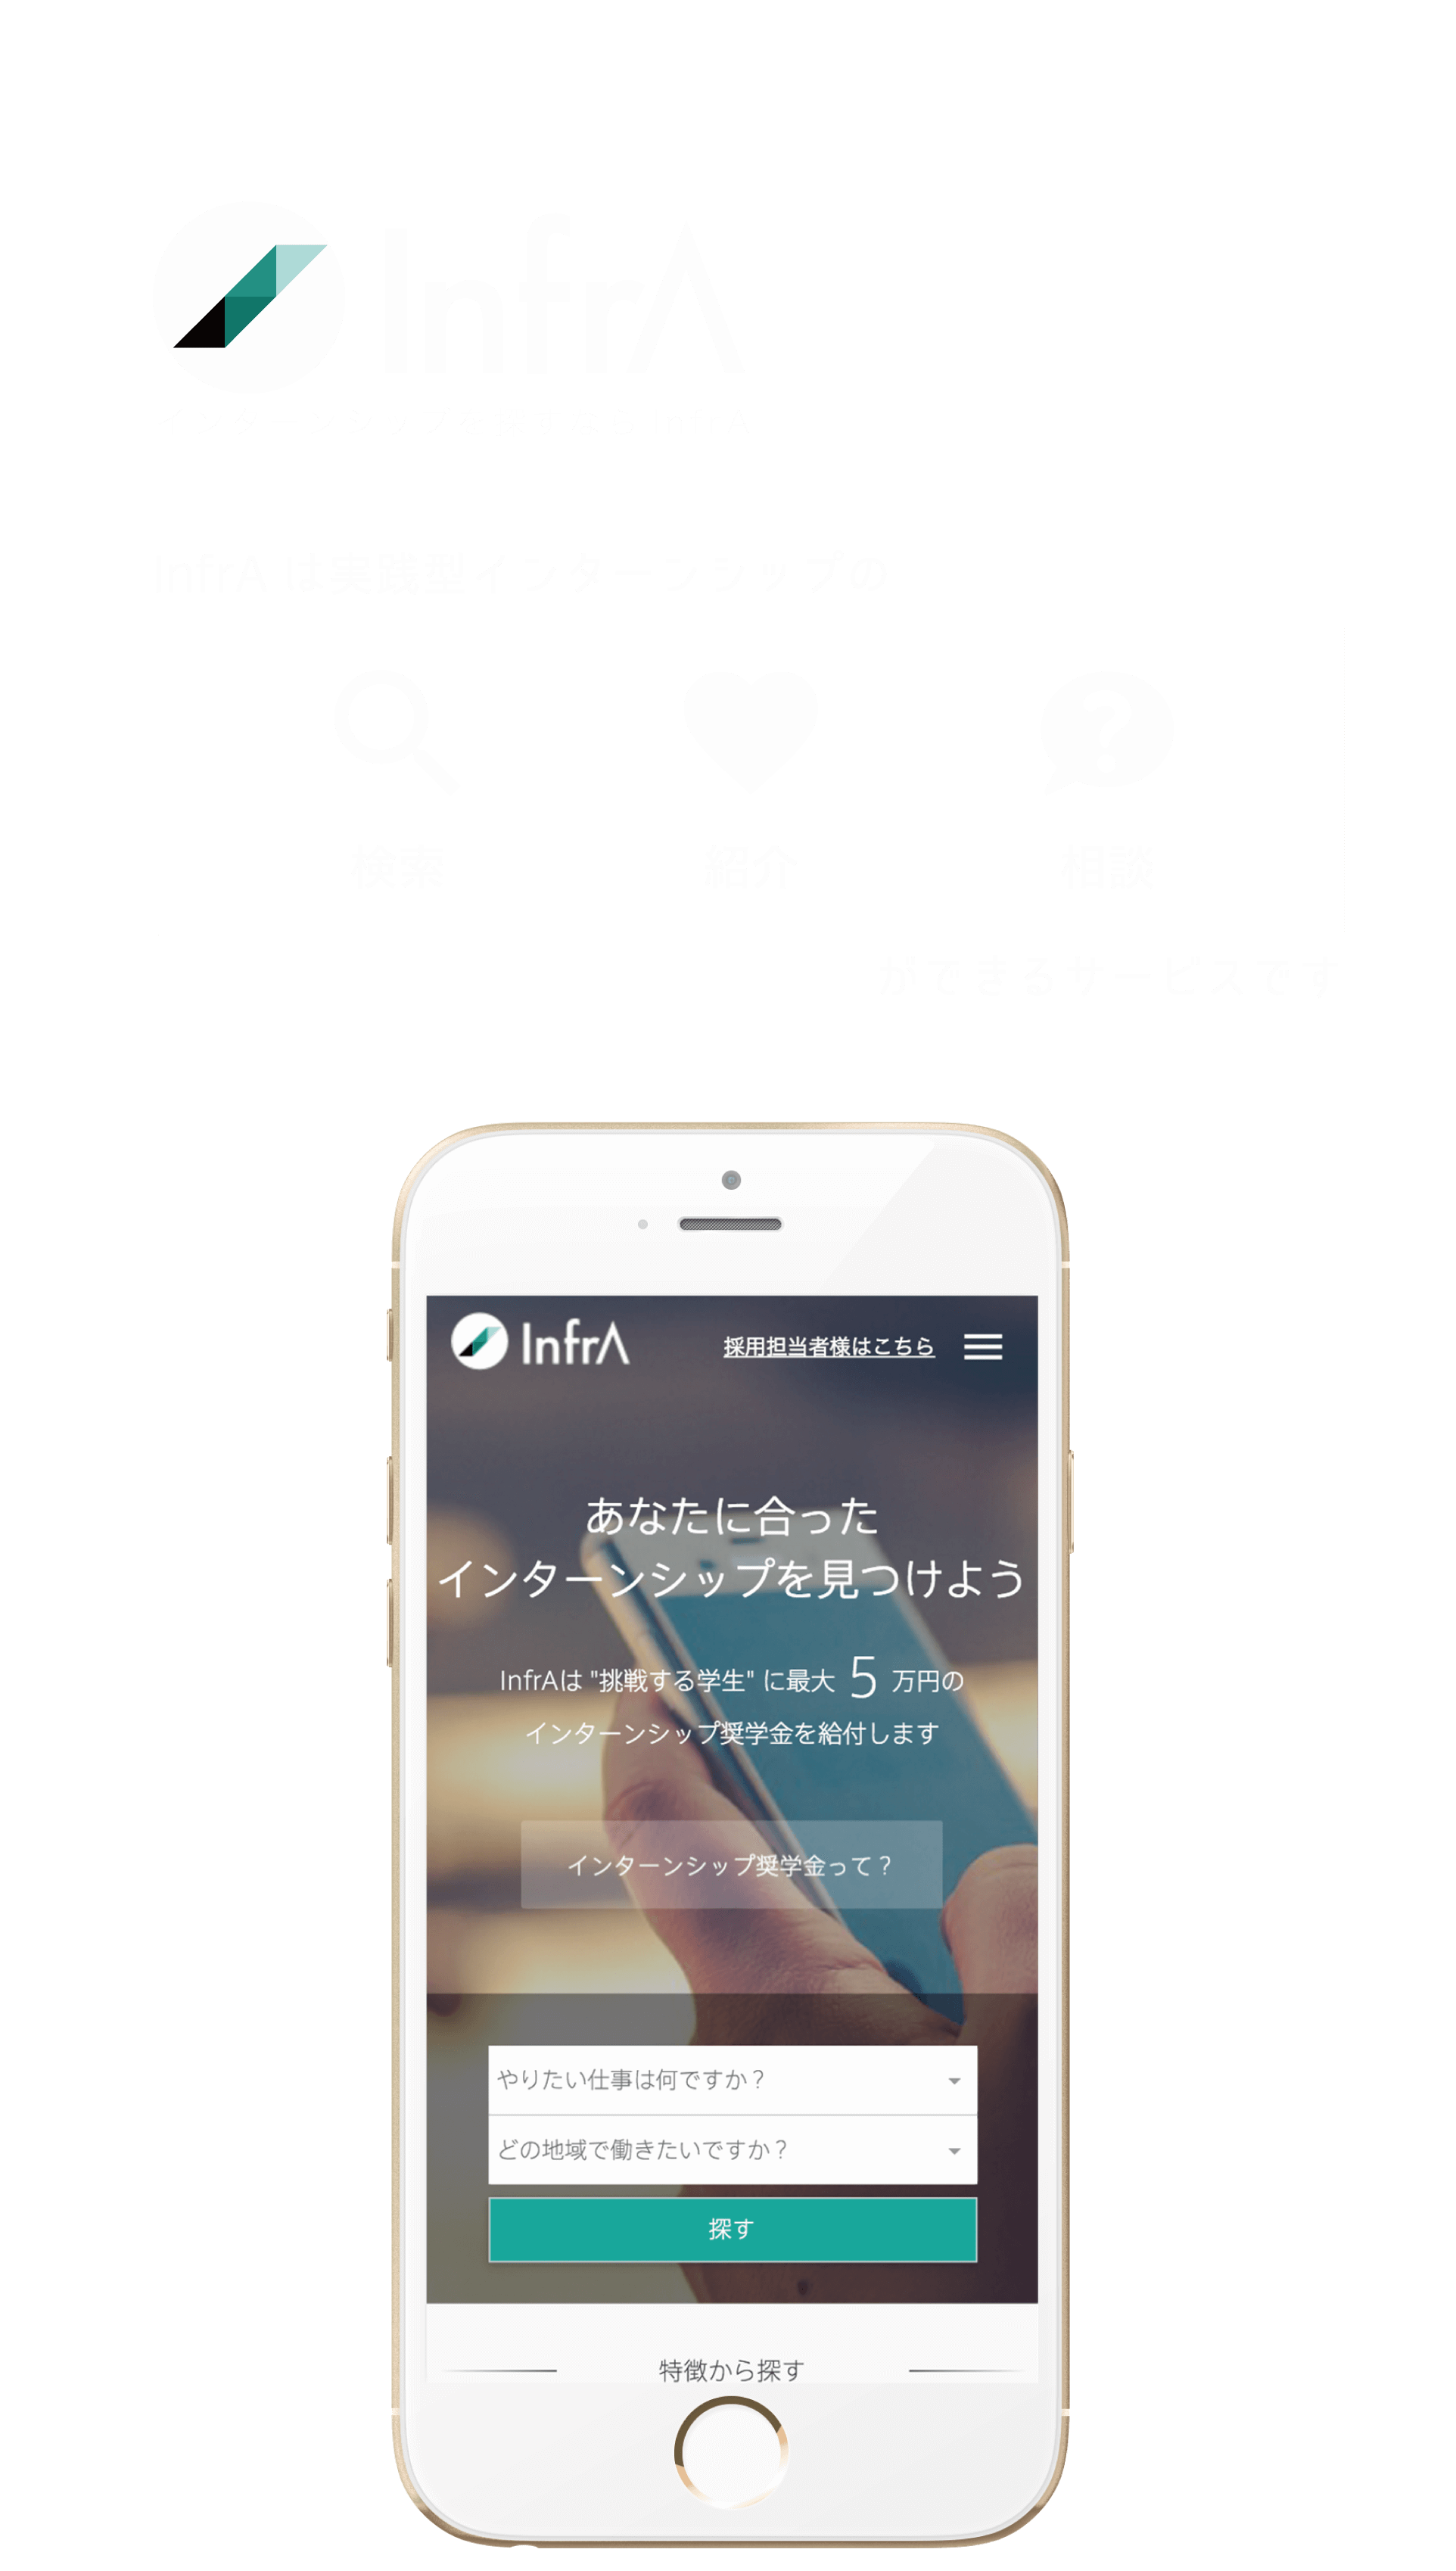 InfrA
InfrA は実践型インターンシップの
検索
紹介
相談
ができるサービスです
InfrA
採用担当者様はこちら
あなたに合った
インターンシップを見つけよう
InfrAは "挑戦する学生" に最大 5 万円の
インターンシップ奨学金を給付します
インターンシップ奨学金って？
やりたい仕事は何ですか？
どの地域で働きたいですか？
探す
特徴から探す